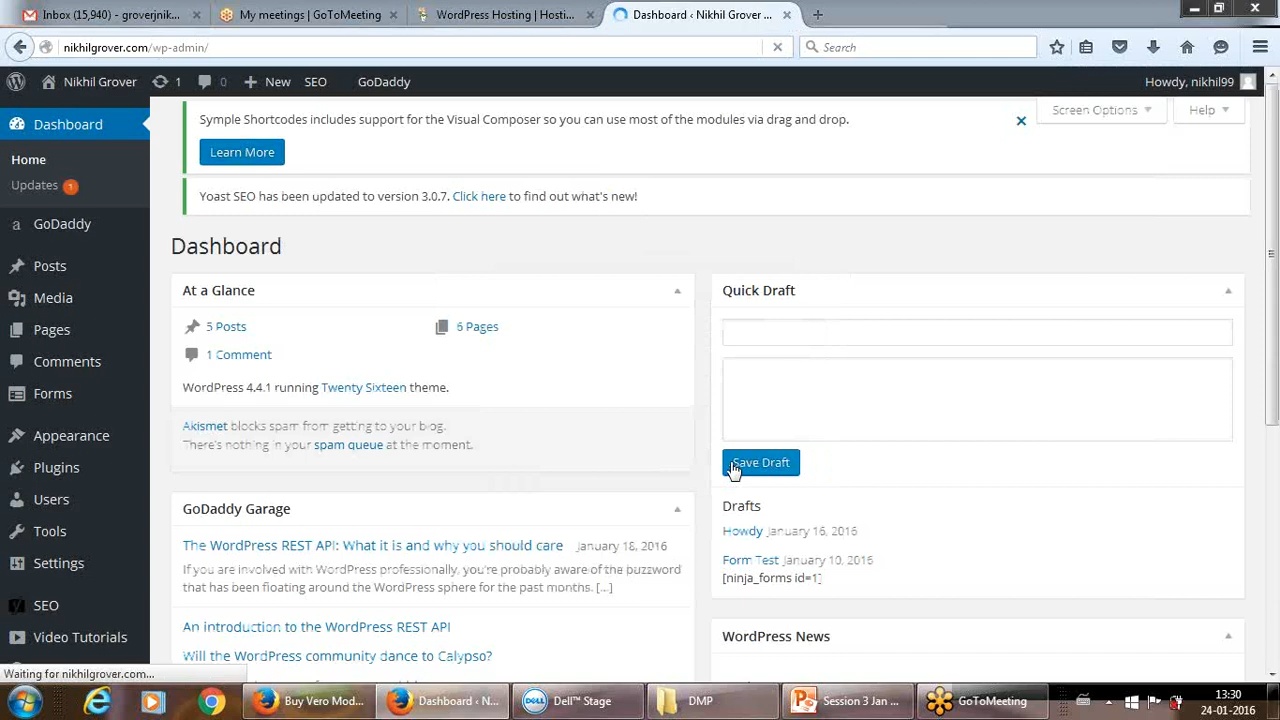 Inbox (15,940) - groverjnik...
My meetings | GoToMeeting
WordPress Hosting | Hosti...
Dashboard ‹ Nikhil Grover ...
nikhilgrover.com/wp-admin/
Search
Nikhil Grover 1 0 New SEO GoDaddy Howdy, nikhil99
Dashboard
Home
Updates 1
GoDaddy
Posts
Media
Pages
Comments
Forms
Appearance
Plugins
Users
Tools
Settings
SEO
Video Tutorials
Symple Shortcodes includes support for the Visual Composer so you can use most of the modules via drag and drop.
Screen Options
Help
Learn More
Yoast SEO has been updated to version 3.0.7. Click here to find out what's new!
Dashboard
At a Glance
5 Posts
6 Pages
1 Comment
WordPress 4.4.1 running Twenty Sixteen theme.
Akismet blocks spam from getting to your blog.
There's nothing in your spam queue at the moment.
GoDaddy Garage
The WordPress REST API: What it is and why you should care January 18, 2016
If you are involved with WordPress professionally, you're probably aware of the buzzword
that has been floating around the WordPress sphere for the past months. [...]
An introduction to the WordPress REST API
Will the WordPress community dance to Calypso?
Quick Draft
Save Draft
Drafts
Howdy January 16, 2016
Form Test January 10, 2016
[ninja_forms id=1]
WordPress News
Waiting for nikhilgrover.com...
Buy Vero Mod...
Dashboard ‹ N...
DELL
Dell™ Stage
DMP
Session 3 Jan ...
GoToMeeting
13:30
24-01-2016